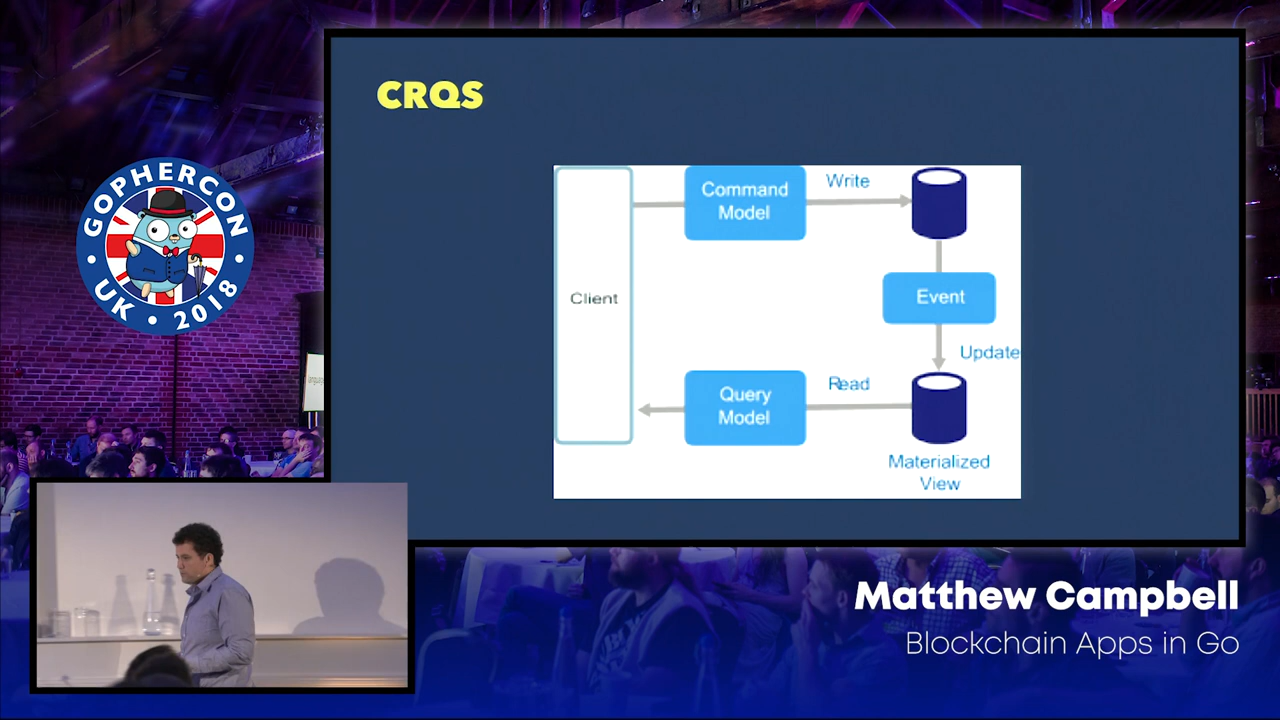 CRQS
GOPHERCON
UK • 2018
Client
Command
Model
Write
Event
Update
Query
Model
Read
Materialized
View
Matthew Campbell
Blockchain Apps in Go